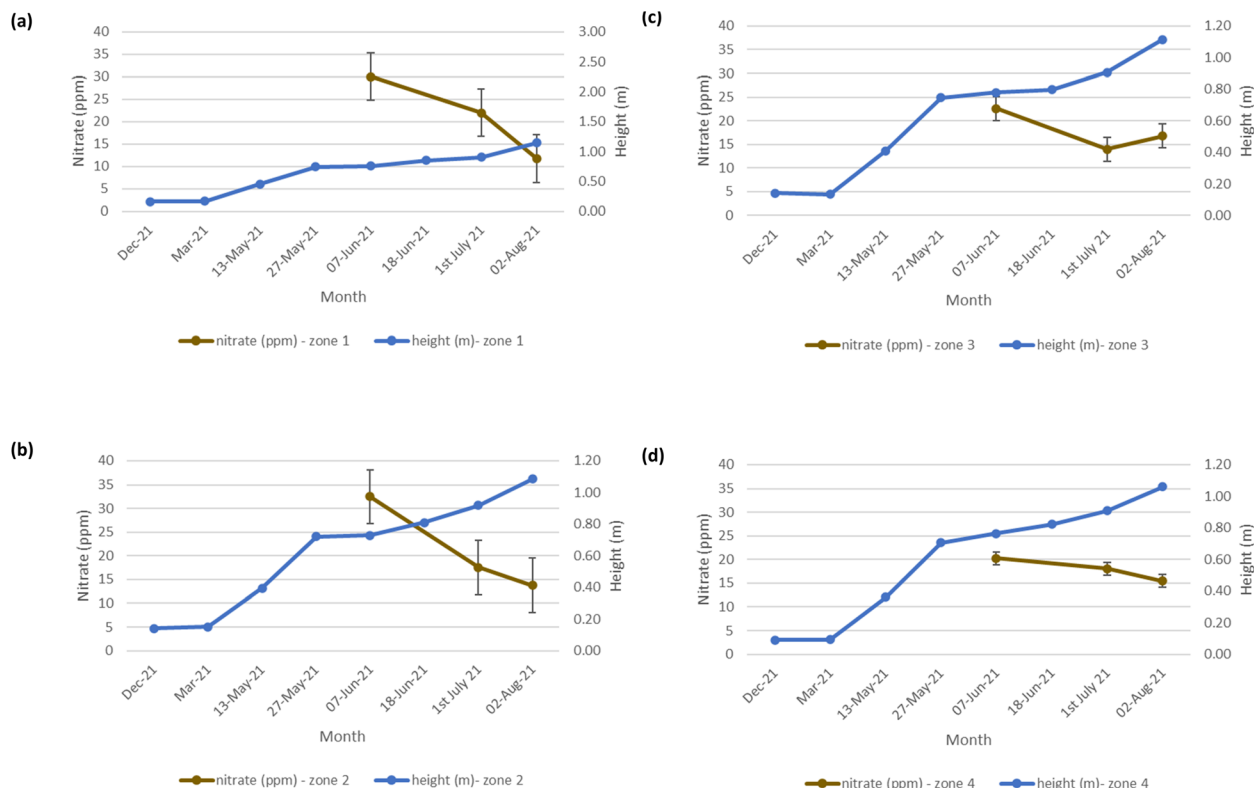 (a)
40
35
30
25
20
15
10
5
0
Nitrate (ppm)
3.00
2.50
2.00
1.50
1.00
0.50
0.00
Height (m)
Dec-21
Mar-21
13-May-21
27-May-21
07-Jun-21
18-Jun-21
1st July 21
02-Aug-21
Month
nitrate (ppm) - zone 1
height (m)- zone 1
(c)
40
35
30
25
20
15
10
5
0
Nitrate (ppm)
1.20
1.00
0.80
0.60
0.40
0.20
0.00
Height (m)
Dec-21
Mar-21
13-May-21
27-May-21
07-Jun-21
18-Jun-21
1st July 21
02-Aug-21
Month
nitrate (ppm) - zone 3
height (m)- zone 3
(b)
40
35
30
25
20
15
10
5
0
Nitrate (ppm)
1.20
1.00
0.80
0.60
0.40
0.20
0.00
Height (m)
Dec-21
Mar-21
13-May-21
27-May-21
07-Jun-21
18-Jun-21
1st July 21
02-Aug-21
Month
nitrate (ppm) - zone 2
height (m)- zone 2
(d)
40
35
30
25
20
15
10
5
0
Nitrate (ppm)
1.20
1.00
0.80
0.60
0.40
0.20
0.00
Height (m)
Dec-21
Mar-21
13-May-21
27-May-21
07-Jun-21
18-Jun-21
1st July 21
02-Aug-21
Month
nitrate (ppm) - zone 4
height (m)- zone 4